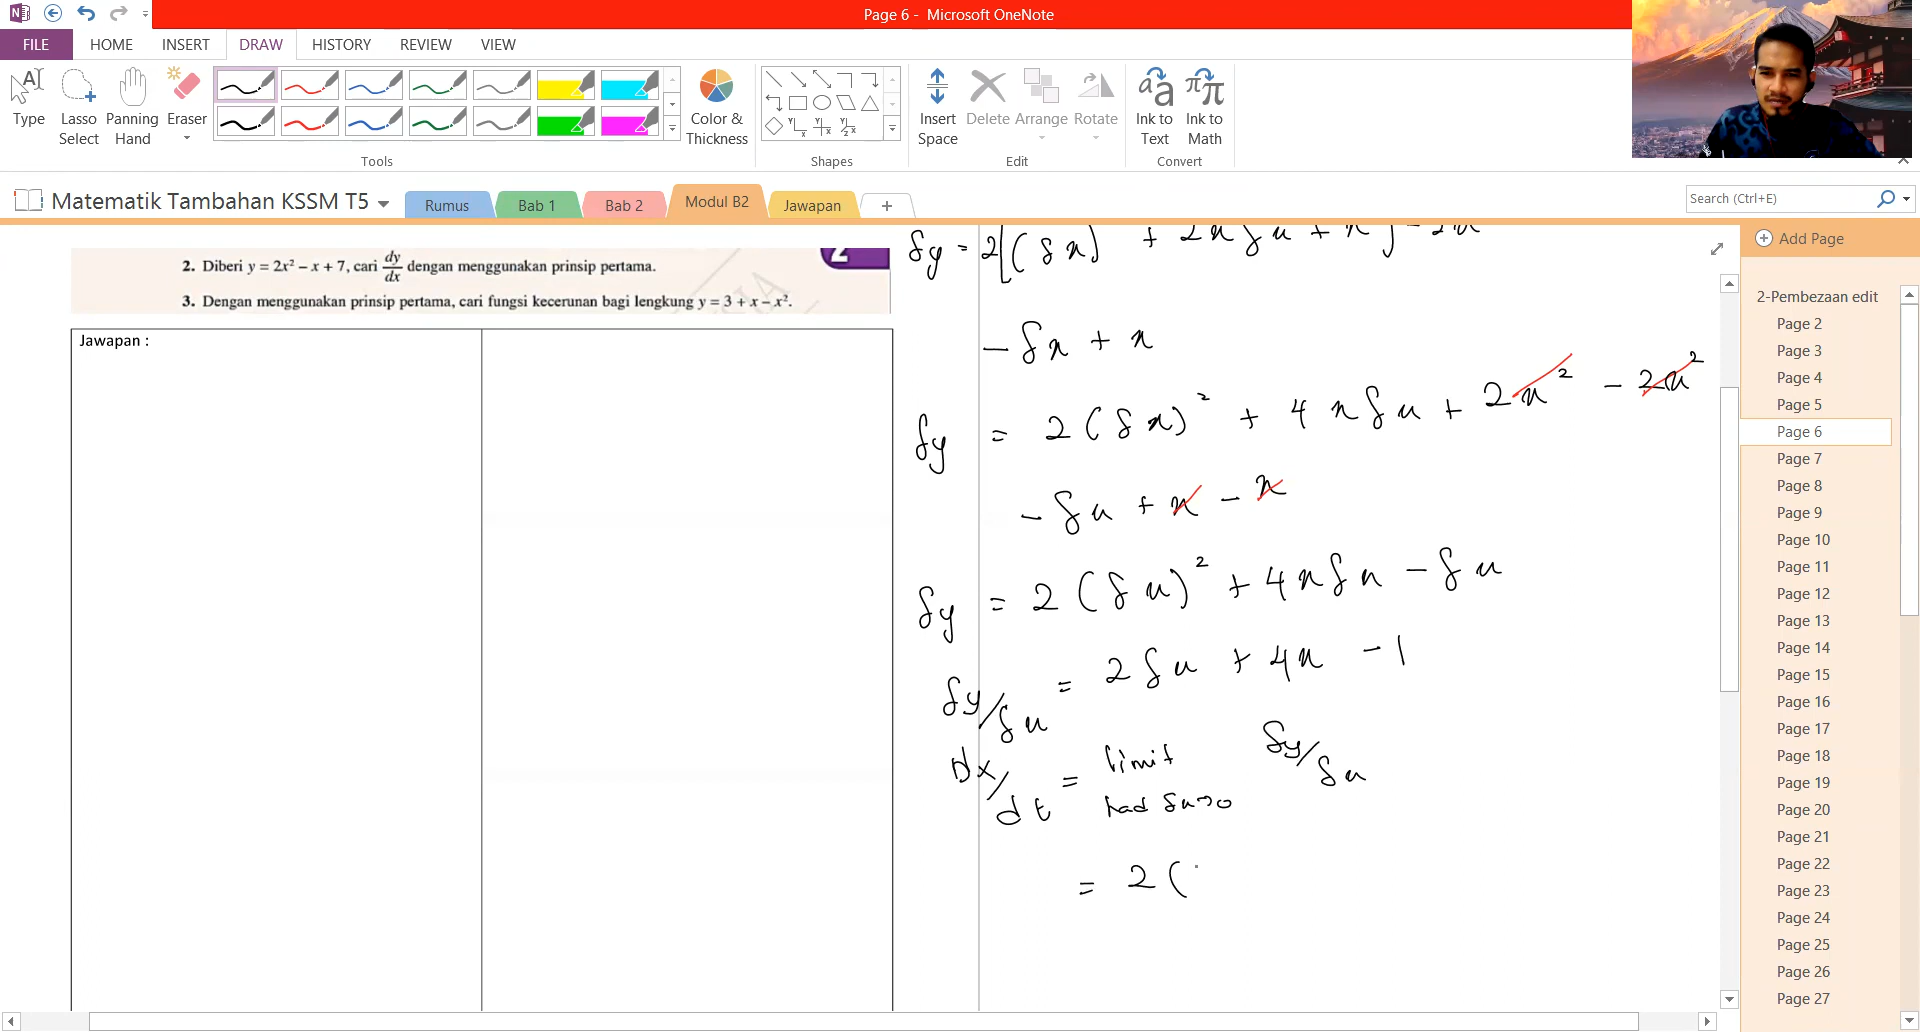 Page 6 - Microsoft OneNote
FILE HOME INSERT DRAW HISTORY REVIEW VIEW
Type
Lasso Select
Panning Hand
Eraser
Color & Thickness
Insert Space
Delete
Arrange
Rotate
Ink to Text
Ink to Math
Tools
Shapes
Edit
Convert
Matematik Tambahan KSSM T5
Rumus
Bab 1
Bab 2
Modul B2
Jawapan
Search (Ctrl+E)
2. Diberi y = 2x² – x + 7, cari dy/dx dengan menggunakan prinsip pertama.
3. Dengan menggunakan prinsip pertama, cari fungsi kecerunan bagi lengkung y = 3 + x – x².
Jawapan :
δy = 2[(δx) + 2xδx + x
- δx + x
δy = 2(δx)² + 4xδx + 2x² - 2x²
- δx + x - x
δy = 2(δx)² + 4xδx - δx
δy/δx = 2δx + 4x - 1
dx/dt = limit δy/δx
had δx→0
= 2(
Add Page
2-Pembezaan edit
Page 2
Page 3
Page 4
Page 5
Page 6
Page 7
Page 8
Page 9
Page 10
Page 11
Page 12
Page 13
Page 14
Page 15
Page 16
Page 17
Page 18
Page 19
Page 20
Page 21
Page 22
Page 23
Page 24
Page 25
Page 26
Page 27